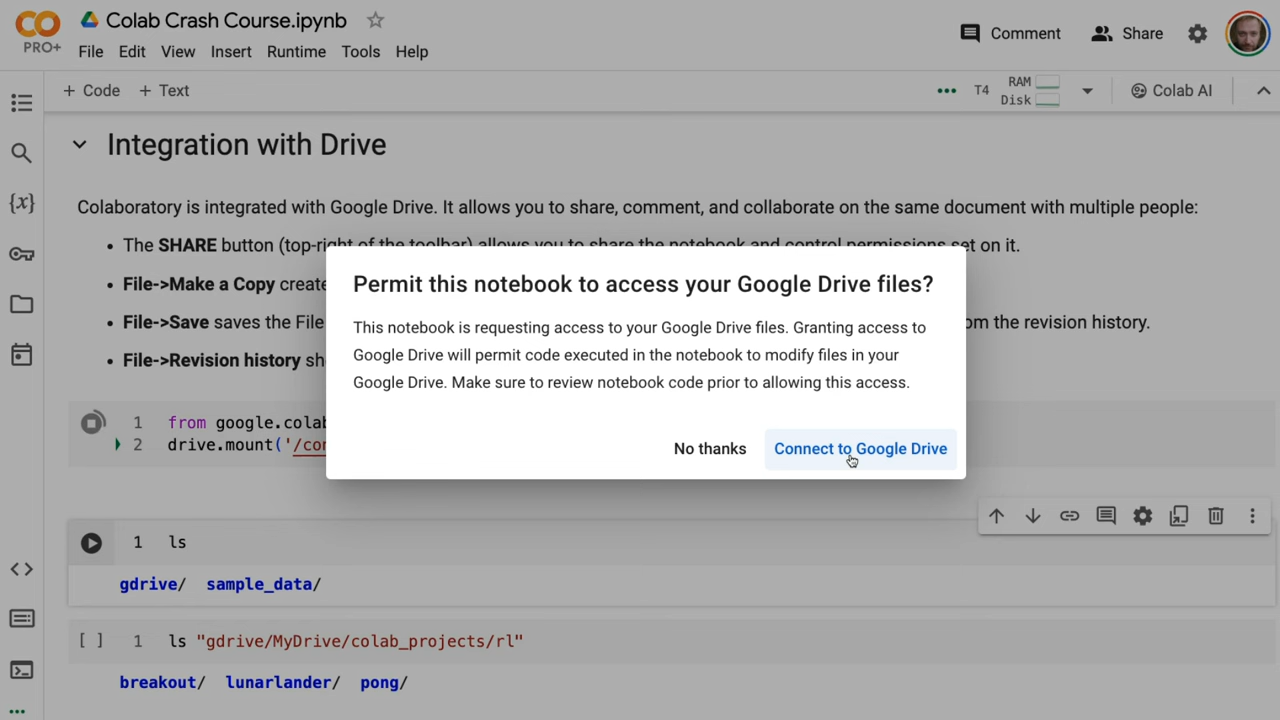 CO
PRO+
Colab Crash Course.ipynb
File Edit View Insert Runtime Tools Help
Comment
Share
+ Code + Text
T4
RAM
Disk
Colab AI
Integration with Drive
Colaboratory is integrated with Google Drive. It allows you to share, comment, and collaborate on the same document with multiple people:
• The SHARE button (top-right of the toolbar) allows you to share the notebook and control permissions set on it.
• File->Make a Copy create
• File->Save saves the File om the revision history.
• File->Revision history sh
Permit this notebook to access your Google Drive files?
This notebook is requesting access to your Google Drive files. Granting access to
Google Drive will permit code executed in the notebook to modify files in your
Google Drive. Make sure to review notebook code prior to allowing this access.
No thanks
Connect to Google Drive
1 from google.colab
2 drive.mount('/con
1 ls
gdrive/ sample_data/
[ ] 1 ls "gdrive/MyDrive/colab_projects/rl"
breakout/ lunarlander/ pong/